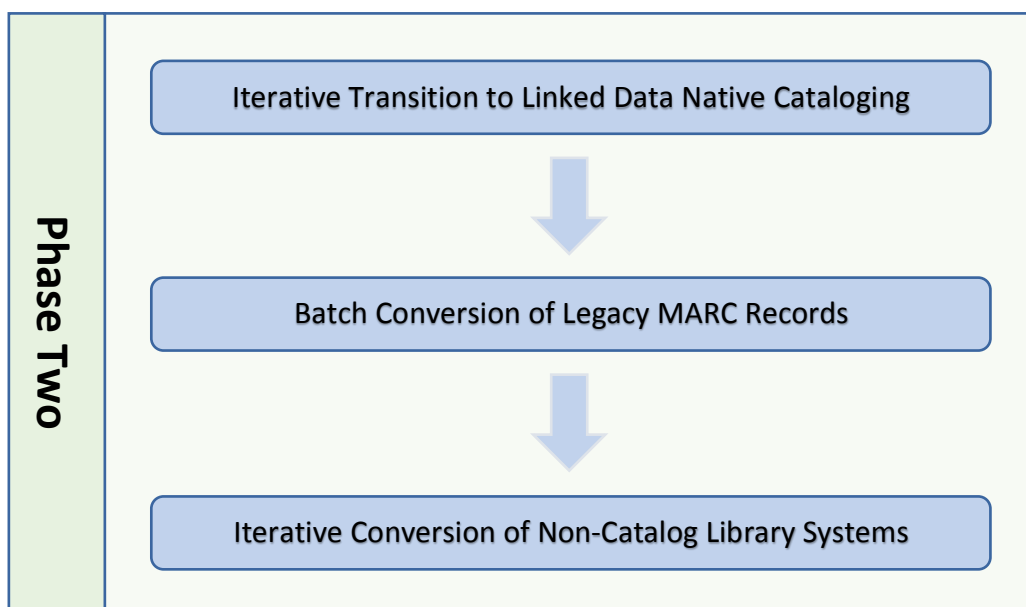 Phase Two
Iterative Transition to Linked Data Native Cataloging
Batch Conversion of Legacy MARC Records
Iterative Conversion of Non-Catalog Library Systems